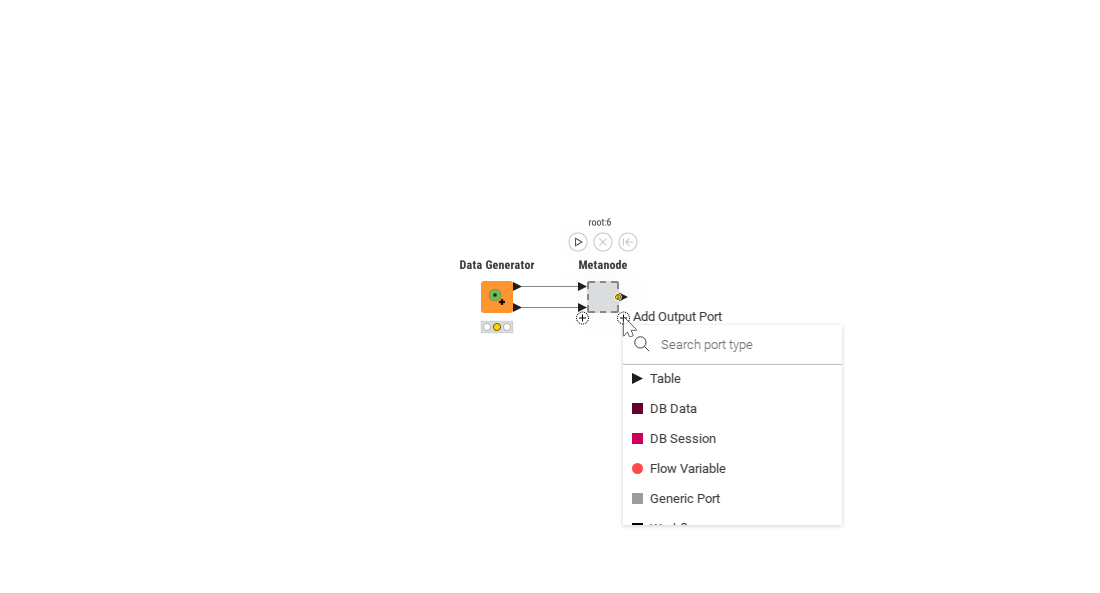 root:6
Data Generator
Metanode
Add Output Port
Search port type
Table
DB Data
DB Session
Flow Variable
Generic Port